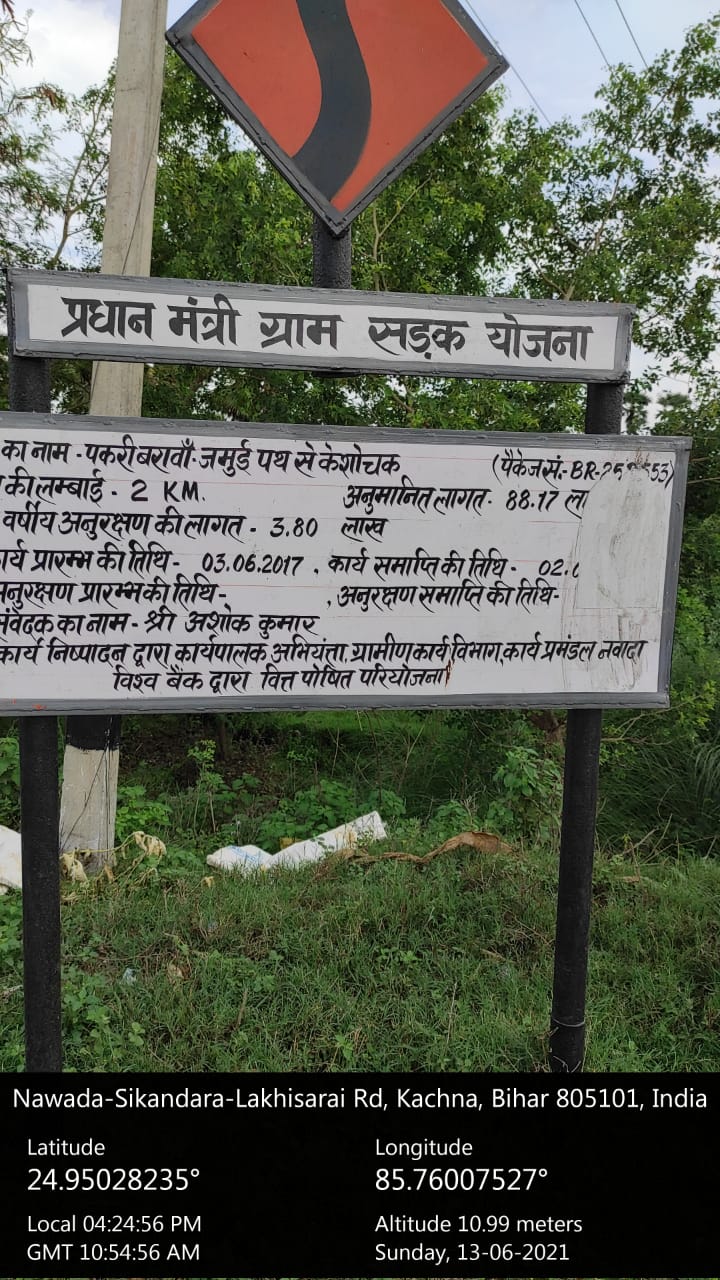 प्रधान मंत्री ग्राम सड़क योजना
का नाम - पकरीबरावाँ-जमुई पथ से केशोचक (पैकेज सं:- BR-
की लम्बाई - 2 KM. अनुमानित लागत- 88.17 ला
वर्षीय अनुरक्षण की लागत - 3.80 लाख
र्य प्रारम्भ की तिथि- 03.06.2017 , कार्य समाप्ति की तिथि - 02.
नुरक्षण प्रारम्भ की तिथि- , अनुरक्षण समाप्ति की तिथि-
संवेदक का नाम - श्री अशोक कुमार
कार्य निष्पादन द्वारा कार्यपालक अभियंता, ग्रामीण कार्य विभाग, कार्य प्रमंडल नवादा
विश्व बैंक द्वारा वित्त पोषित परियोजना
Nawada-Sikandara-Lakhisarai Rd, Kachna, Bihar 805101, India
Latitude Longitude
24.95028235° 85.76007527°
Local 04:24:56 PM Altitude 10.99 meters
GMT 10:54:56 AM Sunday, 13-06-2021